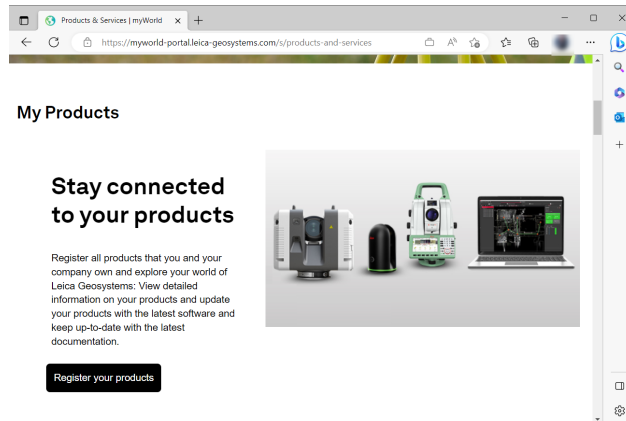 Products & Services | myWorld
https://myworld-portal.leica-geosystems.com/s/products-and-services
My Products
Stay connected
to your products
Register all products that you and your
company own and explore your world of
Leica Geosystems: View detailed
information on your products and update
your products with the latest software and
keep up-to-date with the latest
documentation.
Register your products